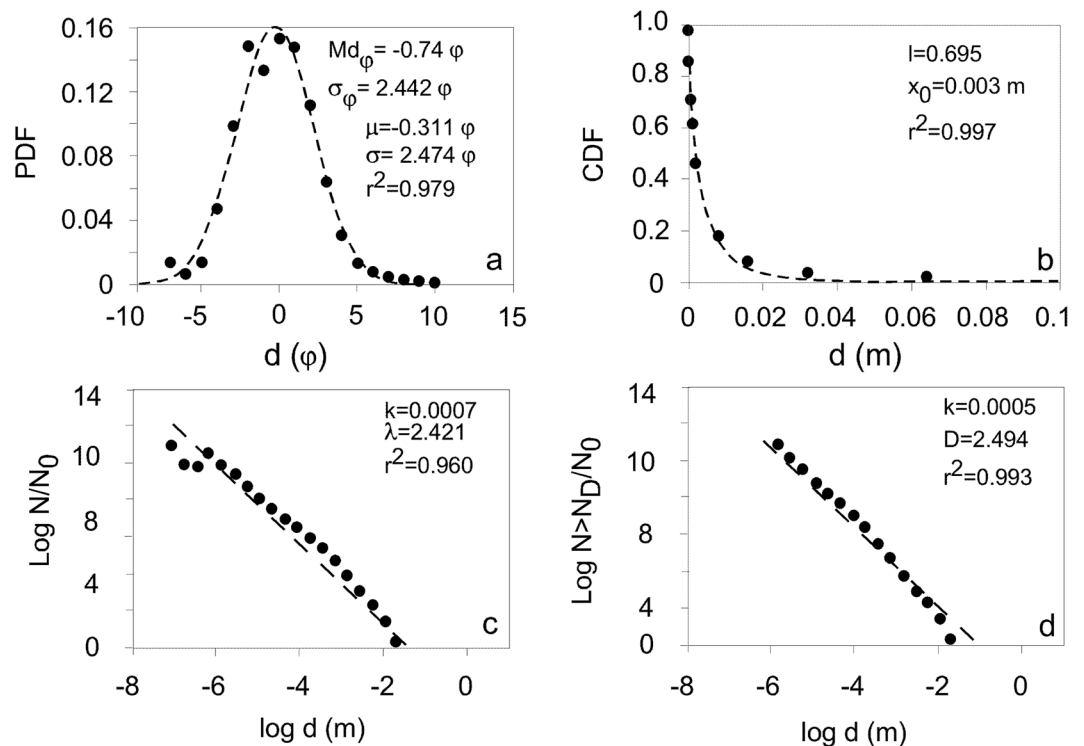 PDF
0.16
0.12
0.08
0.04
0
-10
-5
0
5
10
15
d (φ)
Mdφ= -0.74 φ
σφ= 2.442 φ
μ=-0.311 φ
σ= 2.474 φ
r²=0.979
a
CDF
1.0
0.8
0.6
0.4
0.2
0
0
0.02
0.04
0.06
0.08
0.1
d (m)
l=0.695
x₀=0.003 m
r²=0.997
b
Log N/N₀
14
10
8
4
0
-8
-6
-4
-2
0
log d (m)
k=0.0007
λ=2.421
r²=0.960
c
Log N>N_D/N₀
14
10
8
4
0
-8
-6
-4
-2
0
log d (m)
k=0.0005
D=2.494
r²=0.993
d